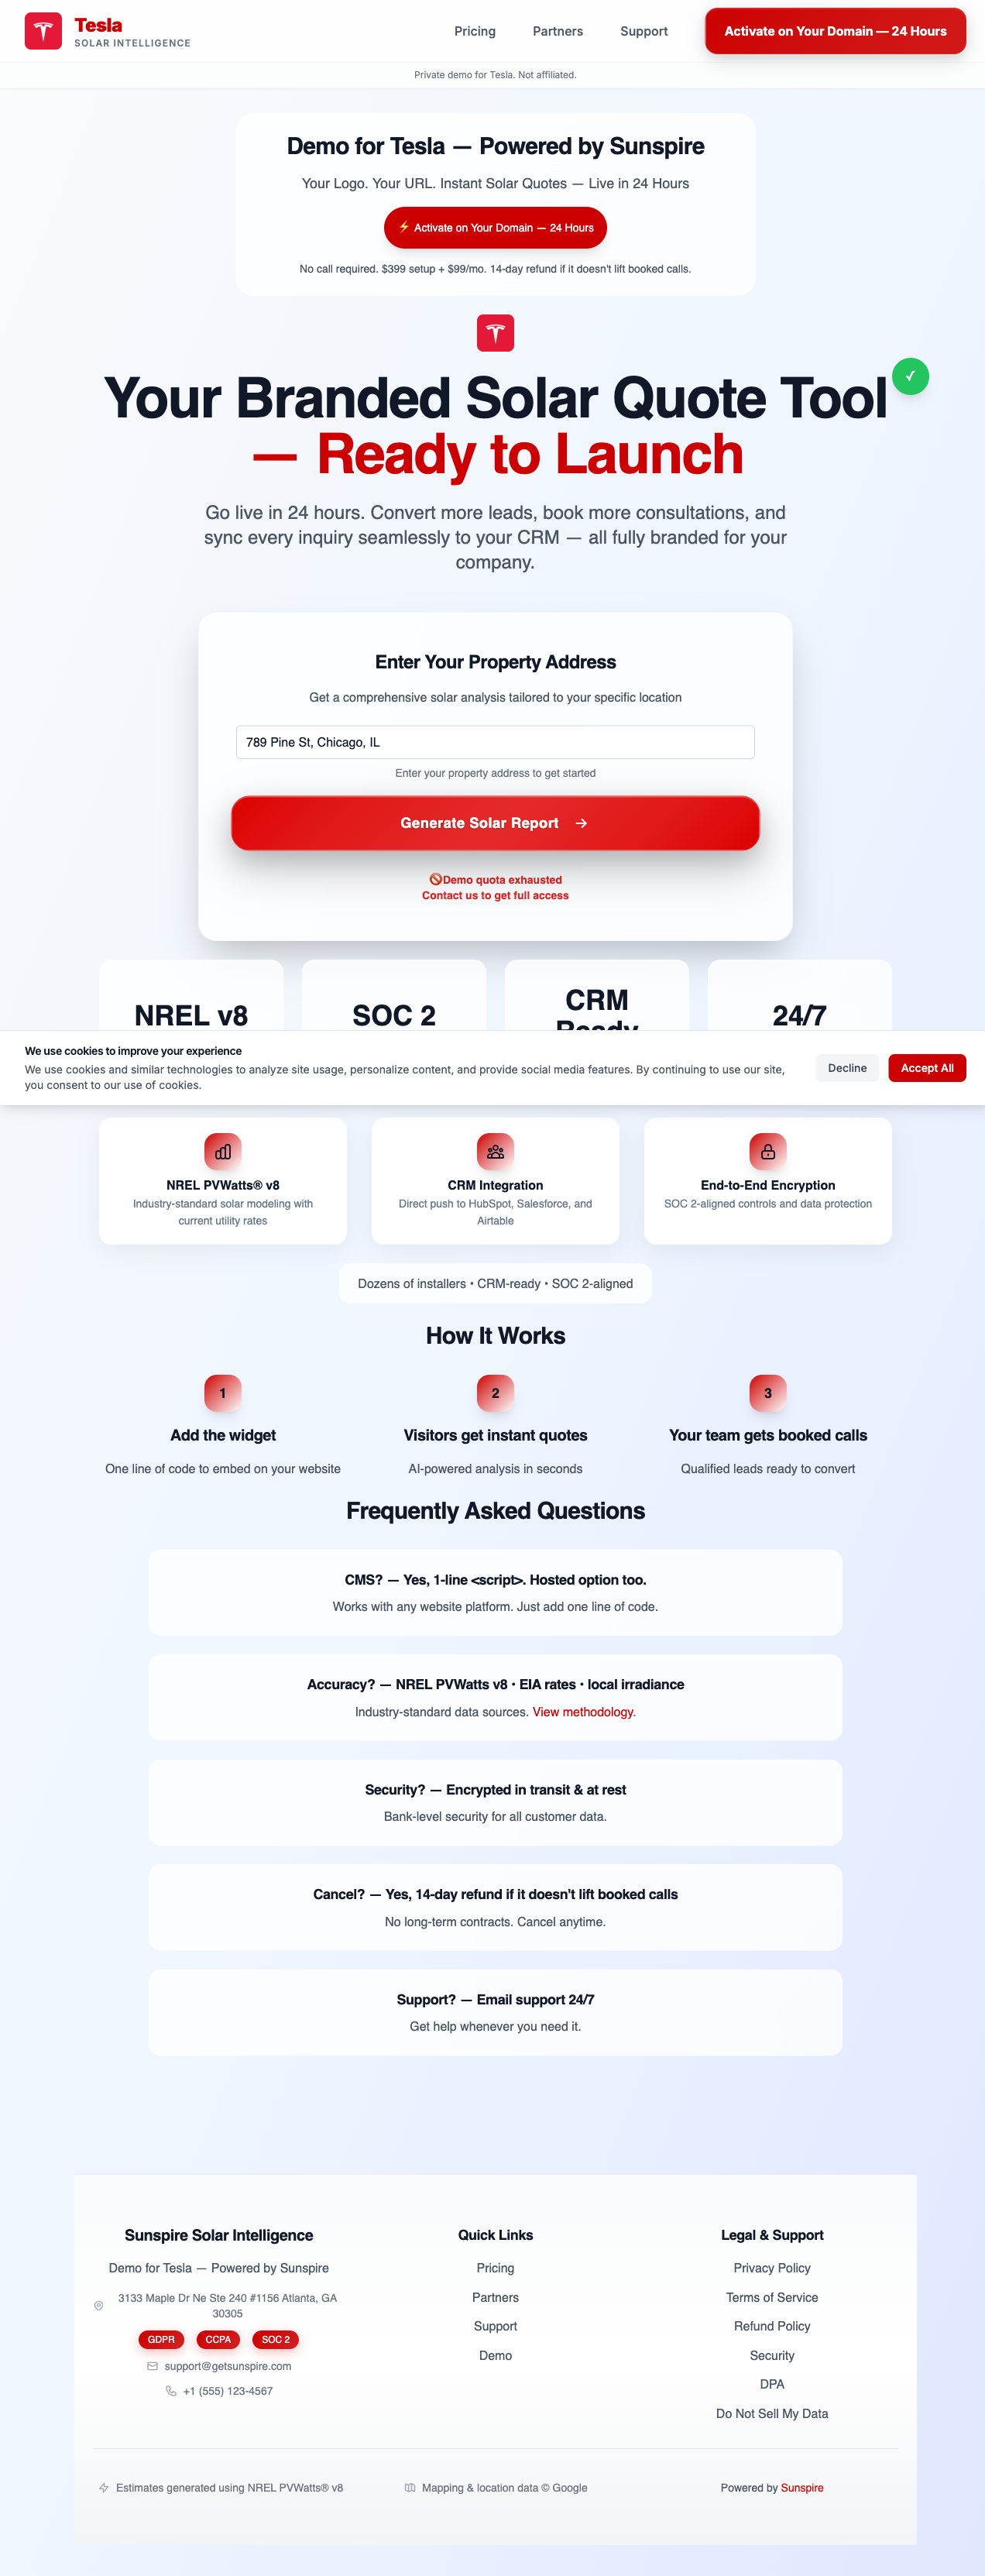 Tesla
SOLAR INTELLIGENCE
Pricing
Partners
Support
Activate on Your Domain — 24 Hours
Private demo for Tesla. Not affiliated.
Demo for Tesla — Powered by Sunspire
Your Logo. Your URL. Instant Solar Quotes — Live in 24 Hours
⚡ Activate on Your Domain — 24 Hours
No call required. $399 setup + $99/mo. 14-day refund if it doesn't lift booked calls.
Your Branded Solar Quote Tool
— Ready to Launch
Go live in 24 hours. Convert more leads, book more consultations, and
sync every inquiry seamlessly to your CRM — all fully branded for your
company.
Enter Your Property Address
Get a comprehensive solar analysis tailored to your specific location
789 Pine St, Chicago, IL
Enter your property address to get started
Generate Solar Report →
🚫Demo quota exhausted
Contact us to get full access
NREL v8
SOC 2
CRM
Ready
24/7
We use cookies to improve your experience
We use cookies and similar technologies to analyze site usage, personalize content, and provide social media features. By continuing to use our site,
you consent to our use of cookies.
Decline
Accept All
NREL PVWatts® v8
Industry-standard solar modeling with
current utility rates
CRM Integration
Direct push to HubSpot, Salesforce, and
Airtable
End-to-End Encryption
SOC 2-aligned controls and data protection
Dozens of installers • CRM-ready • SOC 2-aligned
How It Works
1
Add the widget
One line of code to embed on your website
2
Visitors get instant quotes
AI-powered analysis in seconds
3
Your team gets booked calls
Qualified leads ready to convert
Frequently Asked Questions
CMS? — Yes, 1-line <script>. Hosted option too.
Works with any website platform. Just add one line of code.
Accuracy? — NREL PVWatts v8 • EIA rates • local irradiance
Industry-standard data sources. View methodology.
Security? — Encrypted in transit & at rest
Bank-level security for all customer data.
Cancel? — Yes, 14-day refund if it doesn't lift booked calls
No long-term contracts. Cancel anytime.
Support? — Email support 24/7
Get help whenever you need it.
Sunspire Solar Intelligence
Demo for Tesla — Powered by Sunspire
3133 Maple Dr Ne Ste 240 #1156 Atlanta, GA
30305
GDPR
CCPA
SOC 2
support@getsunspire.com
+1 (555) 123-4567
Quick Links
Pricing
Partners
Support
Demo
Legal & Support
Privacy Policy
Terms of Service
Refund Policy
Security
DPA
Do Not Sell My Data
Estimates generated using NREL PVWatts® v8
Mapping & location data © Google
Powered by Sunspire